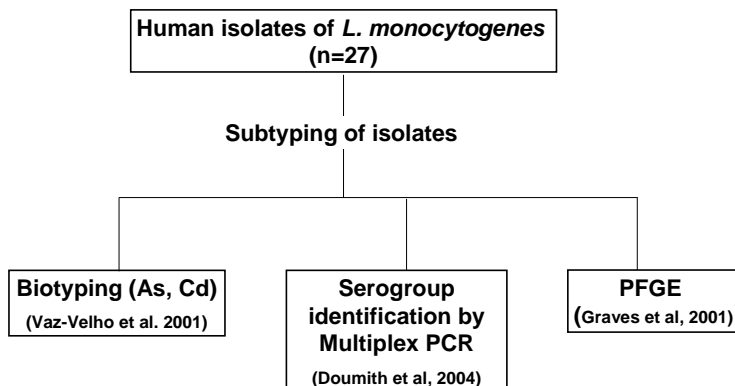 Human isolates of L. monocytogenes
(n=27)
Subtyping of isolates
Biotyping (As, Cd)
(Vaz-Velho et al. 2001)
Serogroup
identification by
Multiplex PCR
(Doumith et al, 2004)
PFGE
(Graves et al, 2001)